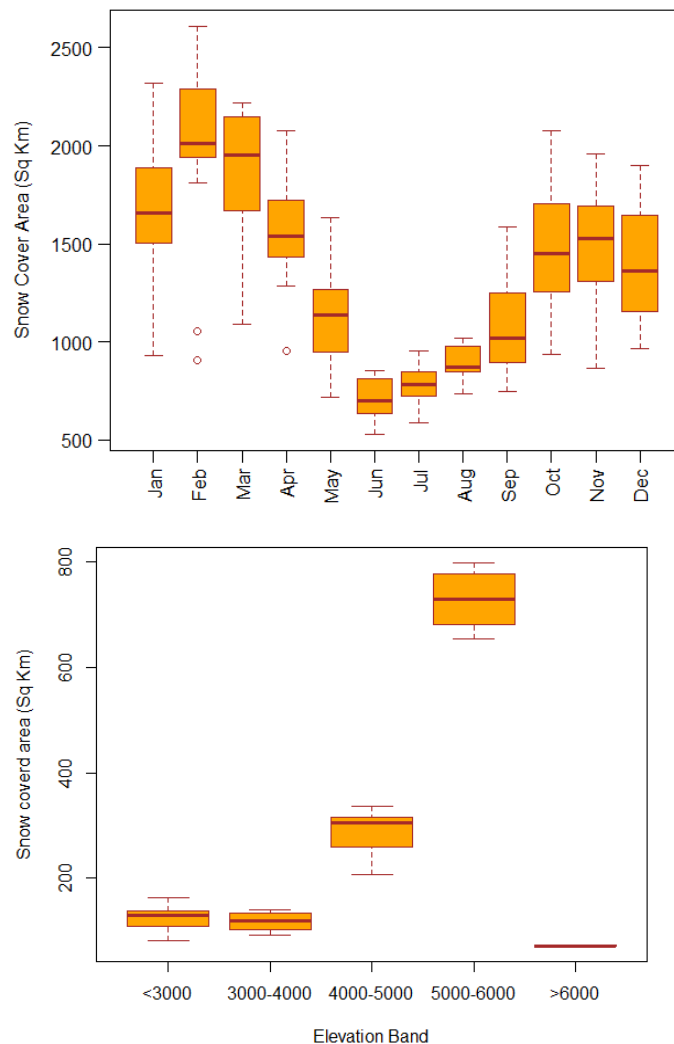 Snow Cover Area (Sq Km)
2500
2000
1500
1000
500
Jan Feb Mar Apr May Jun Jul Aug Sep Oct Nov Dec
Snow coverd area (Sq Km)
800
600
400
200
<3000 3000-4000 4000-5000 5000-6000 >6000
Elevation Band